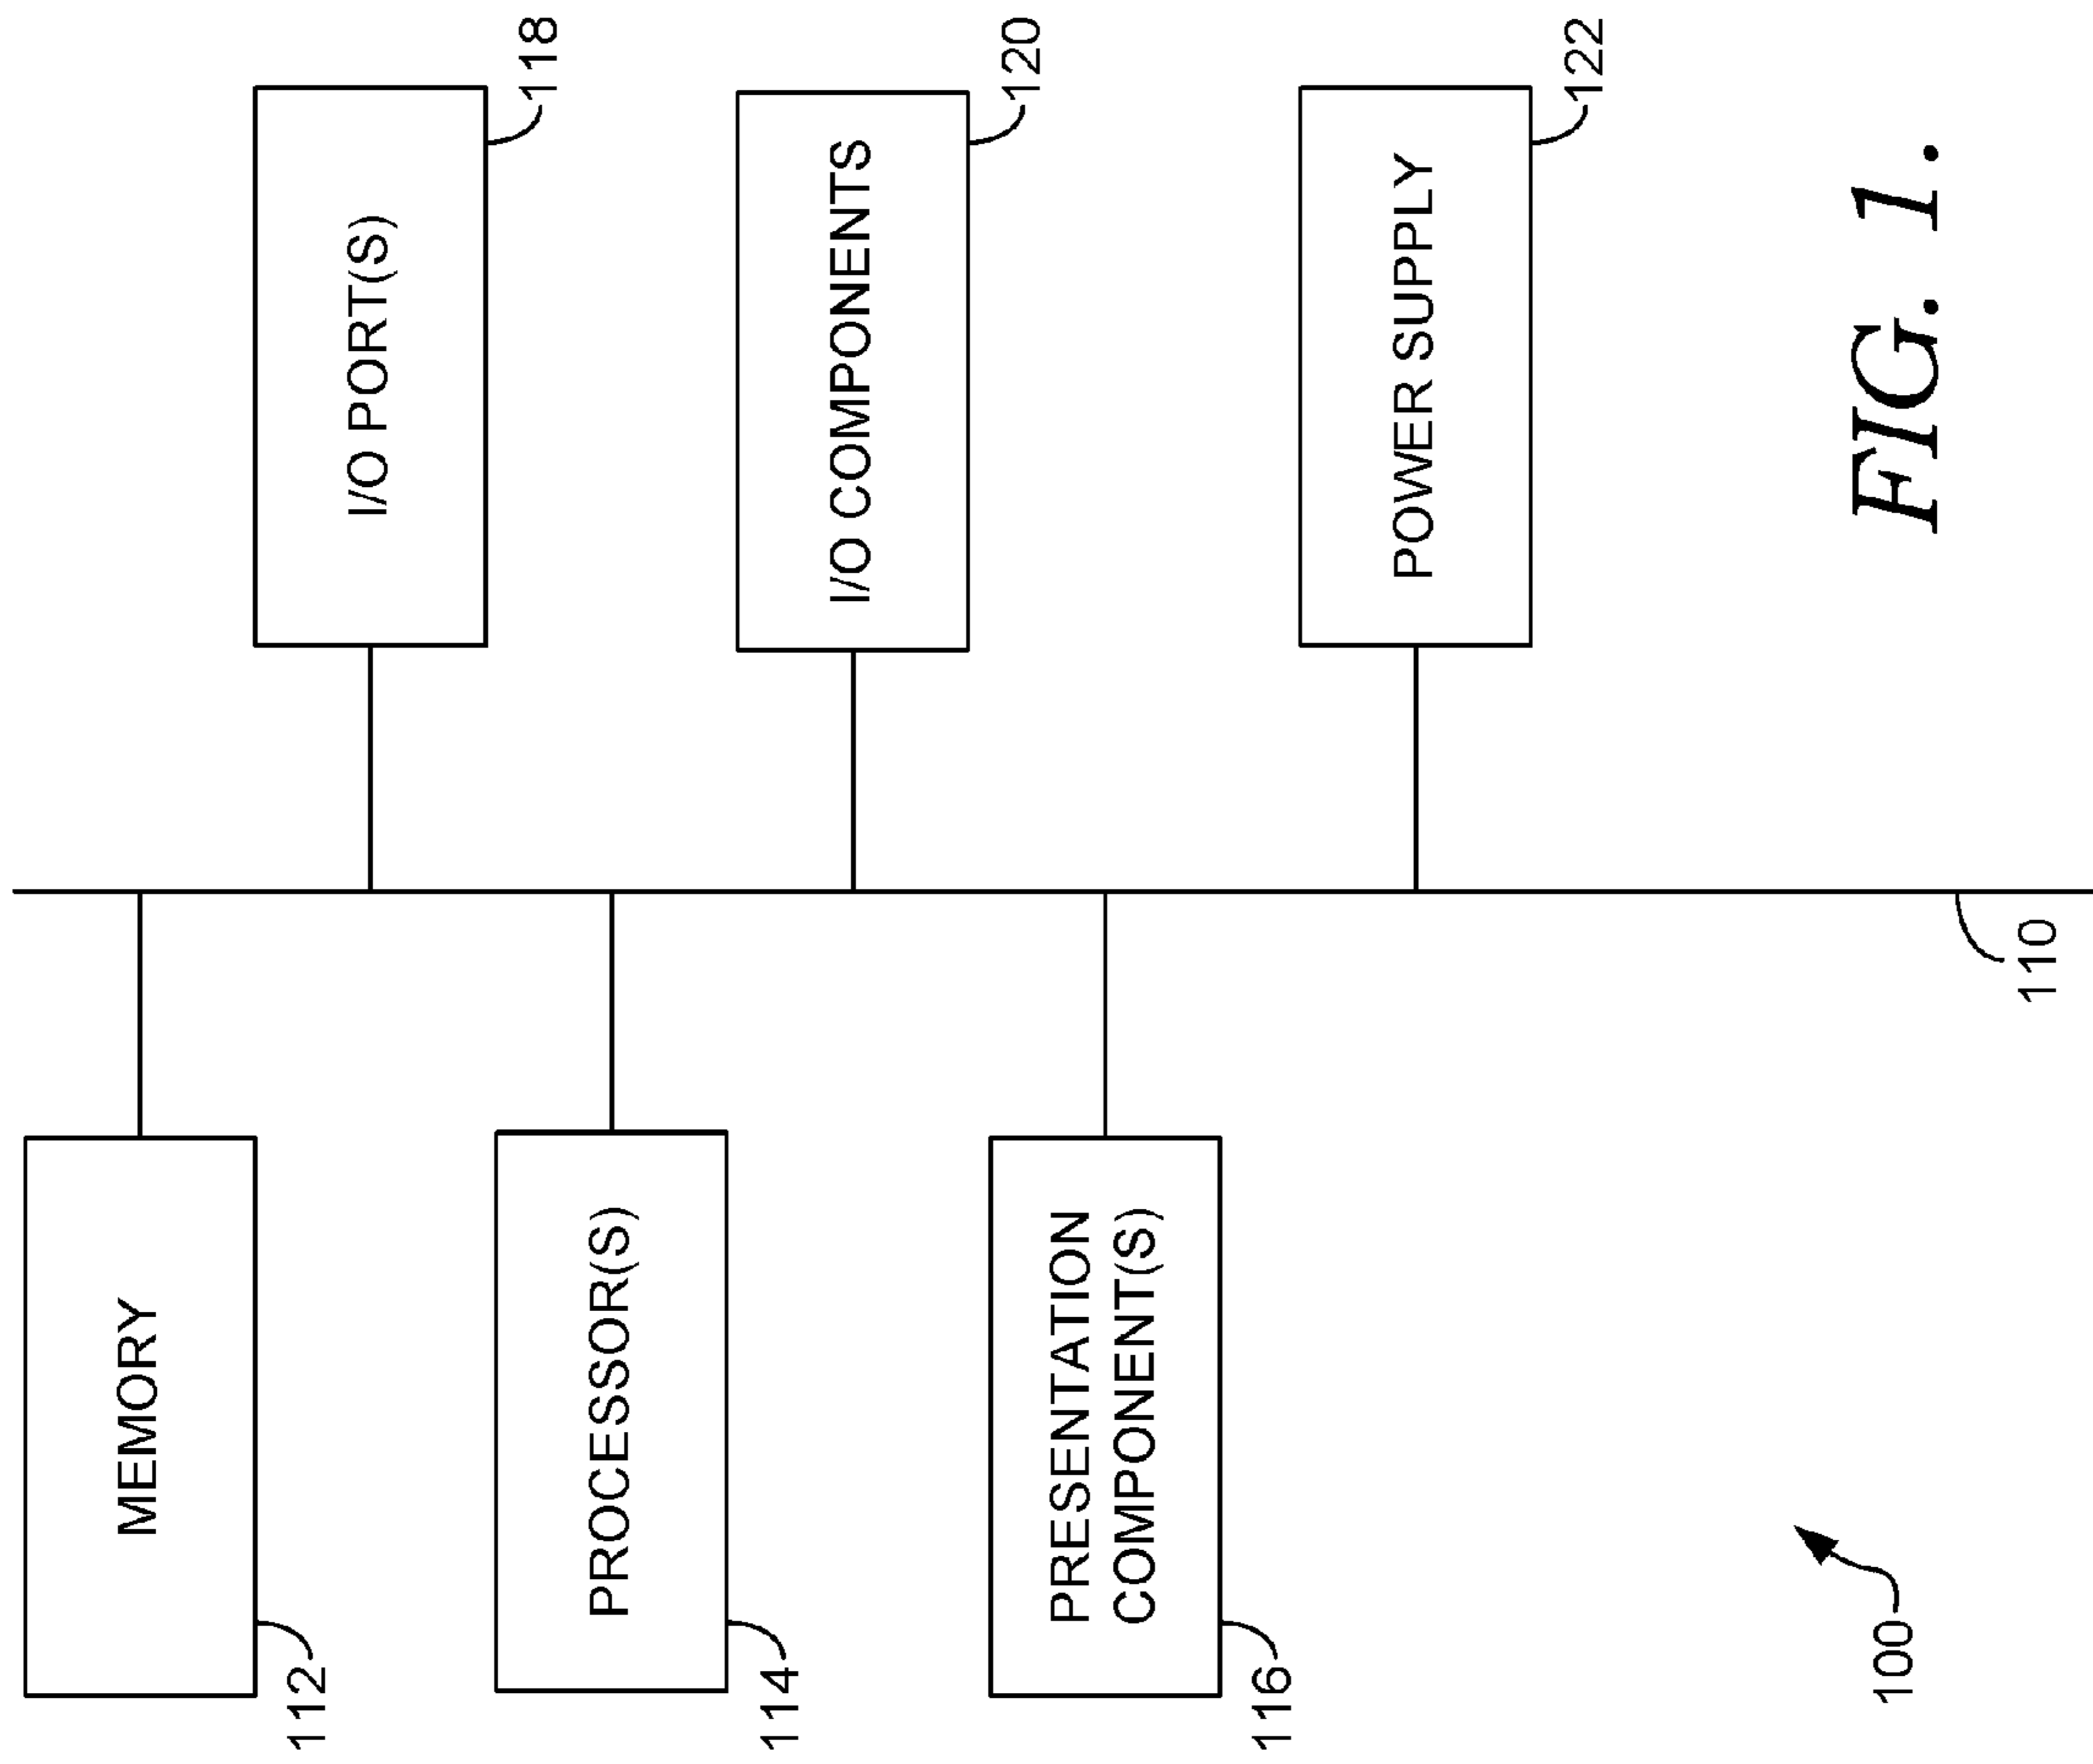 MEMORY
112
PROCESSOR(S)
114
PRESENTATION
COMPONENT(S)
116
I/O PORT(S)
118
I/O COMPONENTS
120
POWER SUPPLY
122
110
100
FIG. 1.